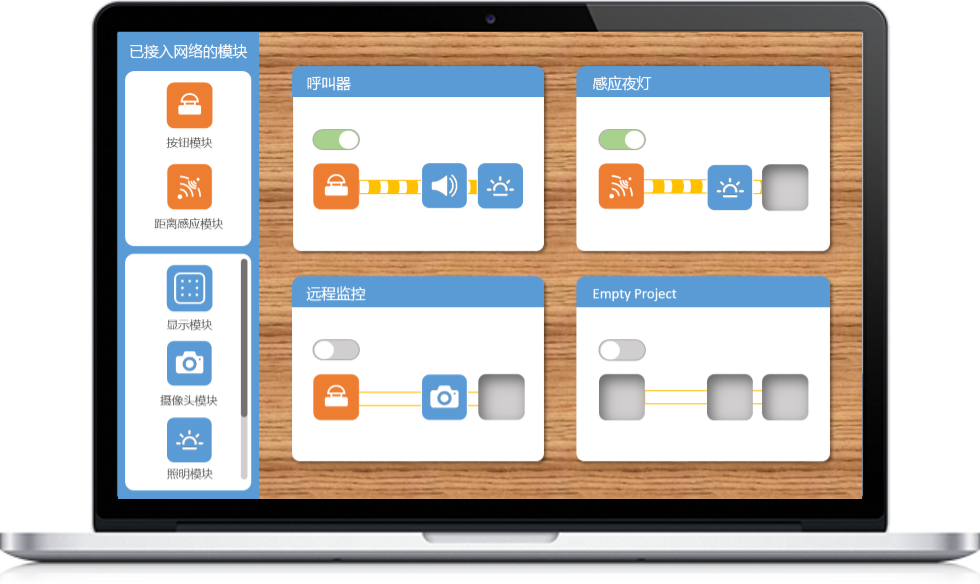 已接入网络的模块
按钮模块
距离感应模块
显示模块
摄像头模块
照明模块
呼叫器
感应夜灯
远程监控
Empty Project